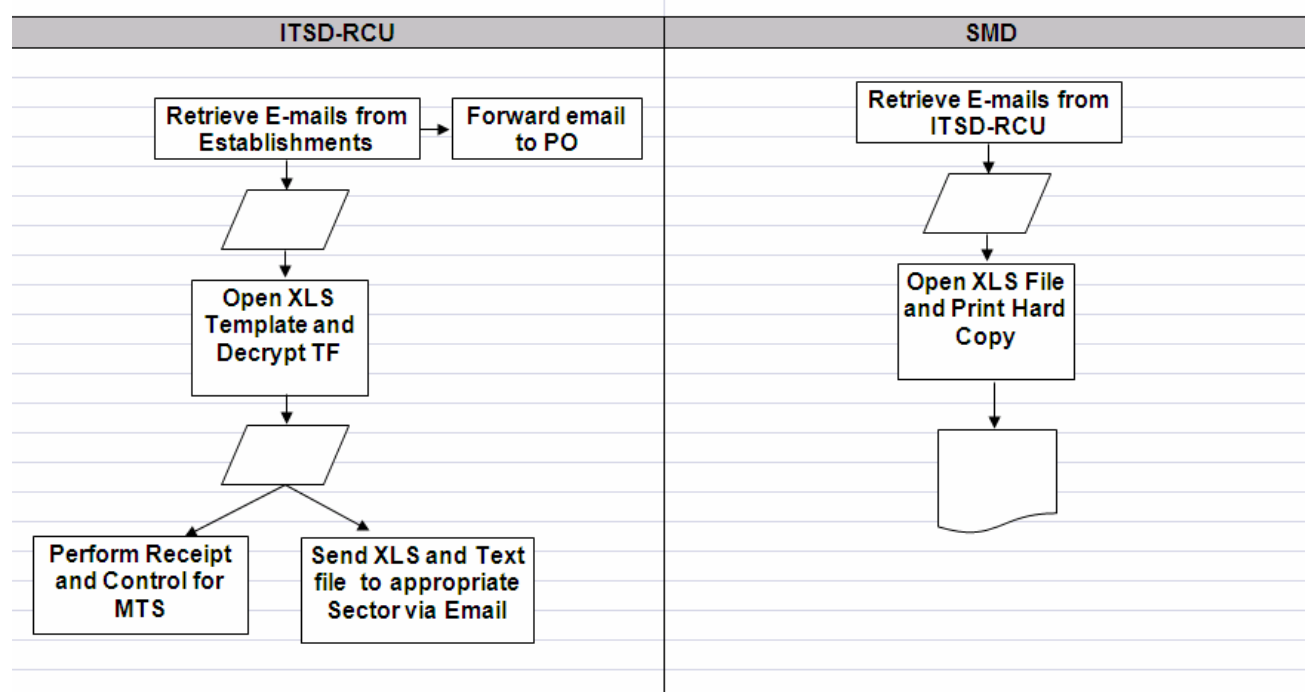 ITSD-RCU
SMD
Retrieve E-mails from
Establishments
Forward email
to PO
Open XLS
Template and
Decrypt TF
Perform Receipt
and Control for
MTS
Send XLS and Text
file to appropriate
Sector via Email
Retrieve E-mails from
ITSD-RCU
Open XLS File
and Print Hard
Copy